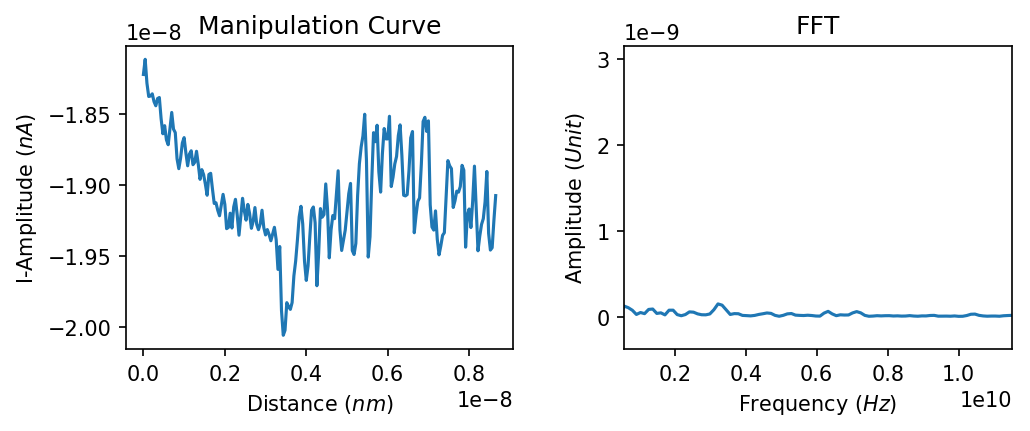 Manipulation Curve
1e−8
I-Amplitude (nA)
−1.85
−1.90
−1.95
−2.00
0.0 0.2 0.4 0.6 0.8
1e−8
Distance (nm)
FFT
1e−9
Amplitude (Unit)
3
2
1
0
0.2 0.4 0.6 0.8 1.0
1e10
Frequency (Hz)